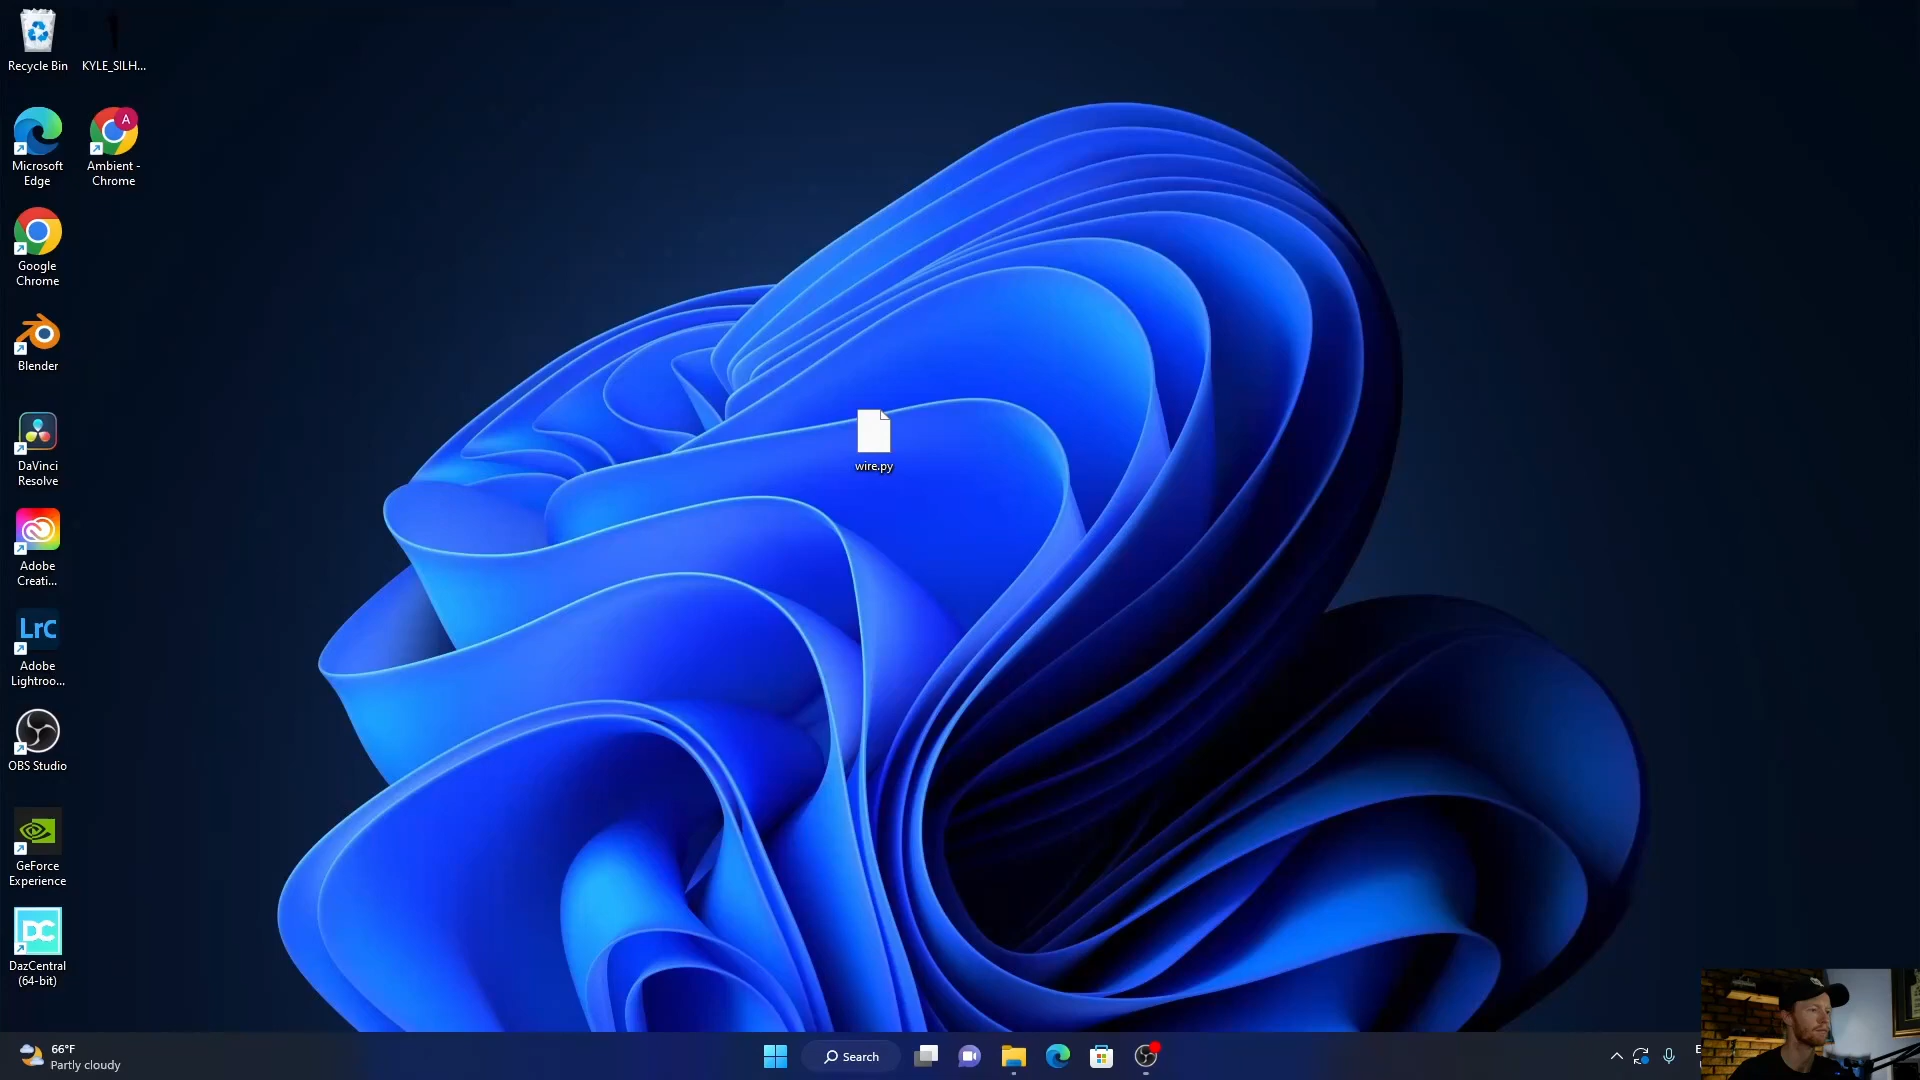 Recycle Bin
KYLE_SILH...
Microsoft
Edge
A
Ambient -
Chrome
Google
Chrome
Blender
DaVinci
Resolve
Adobe
Creati...
LrC
Adobe
Lightroo...
OBS Studio
GeForce
Experience
DC
DazCentral
(64-bit)
wire.py
66°F
Partly cloudy
Search